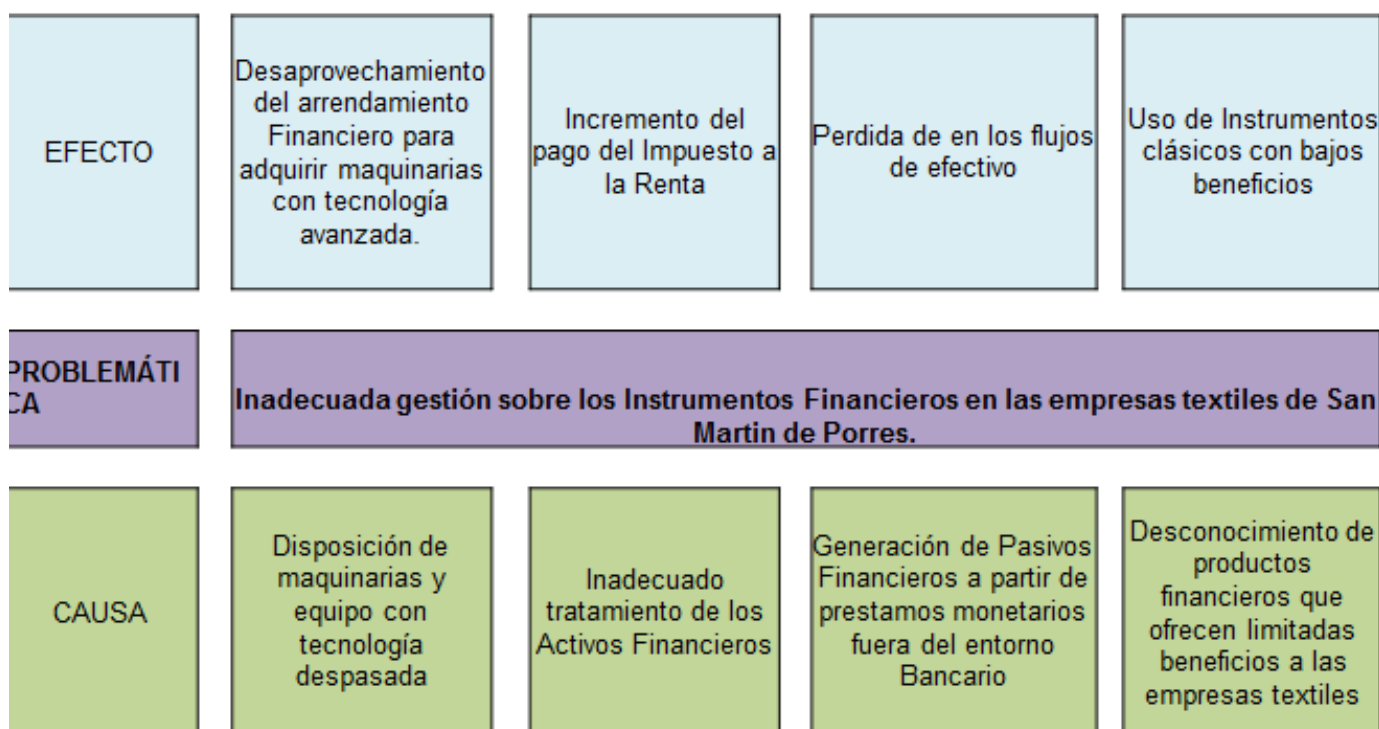 EFECTO
Desaprovechamiento
del arrendamiento
Financiero para
adquirir maquinarias
con tecnología
avanzada.
Incremento del
pago del Impuesto a
la Renta
Perdida de en los flujos
de efectivo
Uso de Instrumentos
clásicos con bajos
beneficios
PROBLEMÁTI
CA
Inadecuada gestión sobre los Instrumentos Financieros en las empresas textiles de San
Martin de Porres.
CAUSA
Disposición de
maquinarias y
equipo con
tecnología
despasada
Inadecuado
tratamiento de los
Activos Financieros
Generación de Pasivos
Financieros a partir de
prestamos monetarios
fuera del entorno
Bancario
Desconocimiento de
productos
financieros que
ofrecen limitadas
beneficios a las
empresas textiles